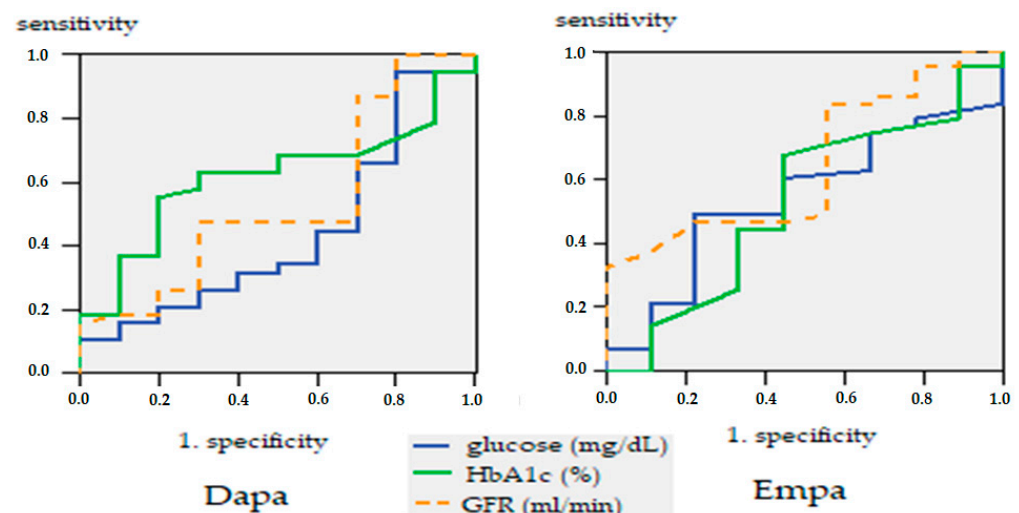 sensitivity
1.0
0.8
0.6
0.4
0.2
0.0
0.0 0.2 0.4 0.6 0.8 1.0
1. specificity
Dapa
sensitivity
1.0
0.8
0.6
0.4
0.2
0.0
0.0 0.2 0.4 0.6 0.8 1.0
1. specificity
Empa
glucose (mg/dL)
HbA1c (%)
GFR (ml/min)